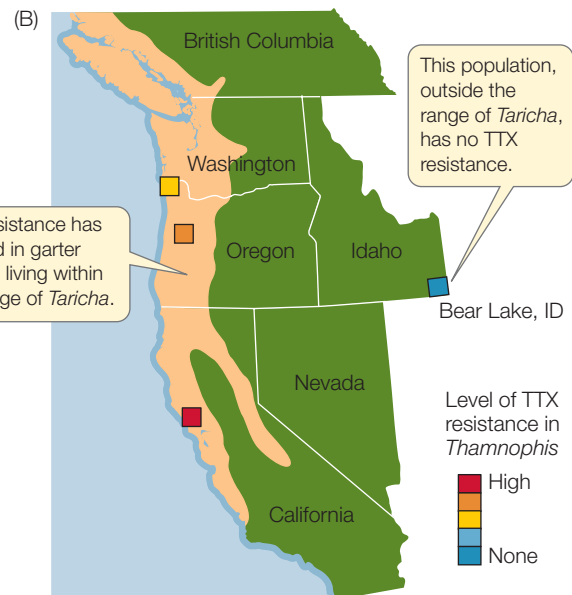 (B)
British Columbia
This population,
outside the
range of Taricha,
has no TTX
resistance.
Washington
sistance has
d in garter
living within
ge of Taricha.
Oregon
Idaho
Bear Lake, ID
Nevada
Level of TTX
resistance in
Thamnophis
High
None
California